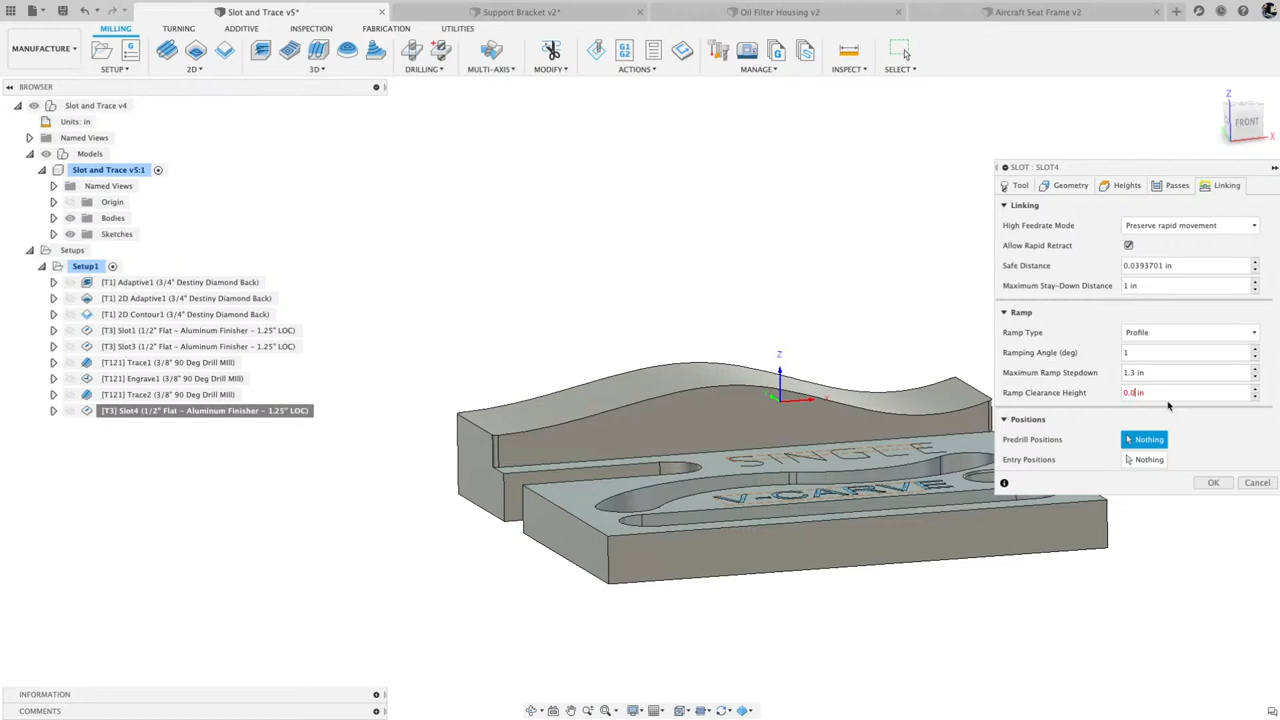 Slot and Trace v5*
Support Bracket v2*
Oil Filter Housing v2
Aircraft Seat Frame v2
MILLING
TURNING
ADDITIVE
INSPECTION
FABRICATION
UTILITIES
MANUFACTURE
SETUP
2D
3D
DRILLING
MULTI-AXIS
MODIFY
ACTIONS
MANAGE
INSPECT
SELECT
G1
G2
BROWSER
Slot and Trace v4
Units: in
Named Views
Models
Slot and Trace v5:1
Named Views
Origin
Bodies
Sketches
Setups
Setup1
[T1] Adaptive1 (3/4" Destiny Diamond Back)
[T1] 2D Adaptive1 (3/4" Destiny Diamond Back)
[T1] 2D Contour1 (3/4" Destiny Diamond Back)
[T3] Slot1 (1/2" Flat - Aluminum Finisher - 1.25" LOC)
[T3] Slot3 (1/2" Flat - Aluminum Finisher - 1.25" LOC)
[T121] Trace1 (3/8" 90 Deg Drill Mill)
[T121] Engrave1 (3/8" 90 Deg Drill Mill)
[T121] Trace2 (3/8" 90 Deg Drill Mill)
[T3] Slot4 (1/2" Flat - Aluminum Finisher - 1.25" LOC)
Z
FRONT
X
SLOT : SLOT4
Tool
Geometry
Heights
Passes
Linking
Linking
High Feedrate Mode
Preserve rapid movement
Allow Rapid Retract
Safe Distance
0.0393701 in
Maximum Stay-Down Distance
1 in
Ramp
Ramp Type
Profile
Ramping Angle (deg)
1
Maximum Ramp Stepdown
1.3 in
Ramp Clearance Height
0.0 in
Positions
Predrill Positions
Nothing
Entry Positions
Nothing
OK
Cancel
Z
SINGLE
V-CARVE
INFORMATION
COMMENTS